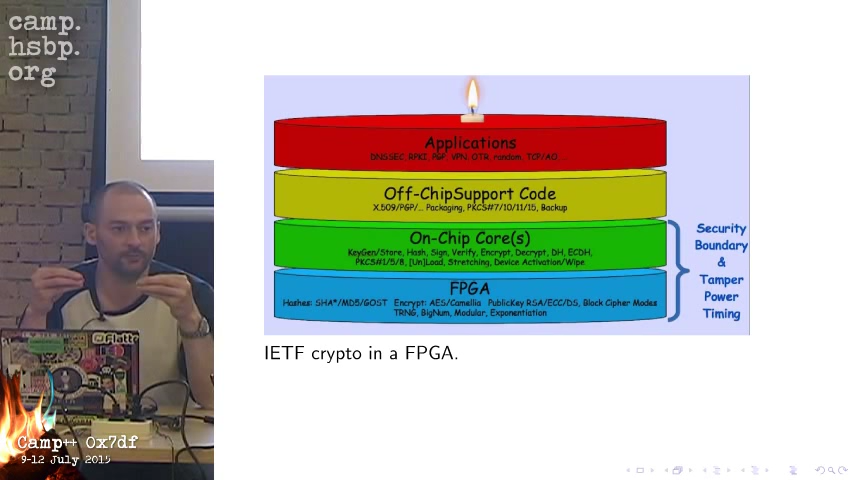 camp.
hsbp.
org
Applications
DNSSEC, RPKI, PGP, VPN, OTR, random, TCP/AO, ...
Off-ChipSupport Code
X.509/PGP/... Packaging, PKCS#7/10/11/15, Backup
On-Chip Core(s)
KeyGen/Store, Hash, Sign, Verify, Encrypt, Decrypt, DH, ECDH,
PKCS#1/5/8, [Un]Load, Stretching, Device Activation/Wipe
FPGA
Hashes: SHA*/MD5/GOST Encrypt: AES/Camellia PublicKey RSA/ECC/DS, Block Cipher Modes
TRNG, BigNum, Modular, Exponentiation
Security
Boundary
&
Tamper
Power
Timing
IETF crypto in a FPGA.
Flattr
Camp++ 0x7df
9-12 July 2015